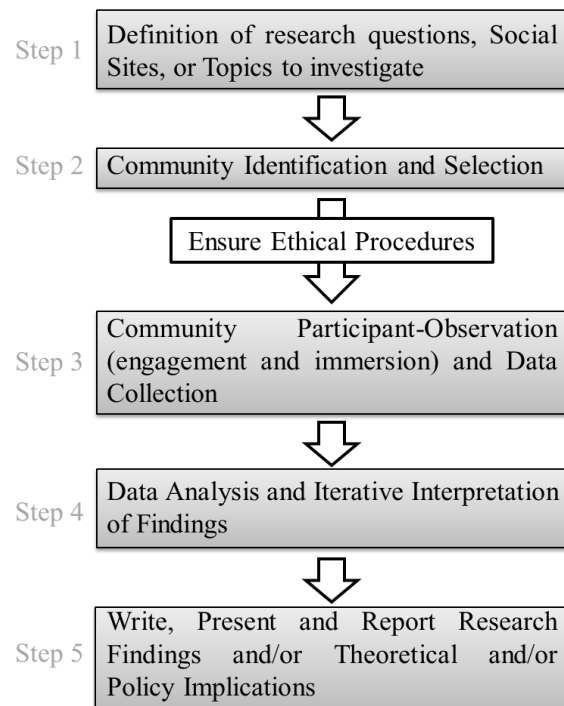 Step 1
Definition of research questions, Social
Sites, or Topics to investigate
Step 2
Community Identification and Selection
Ensure Ethical Procedures
Step 3
Community Participant-Observation
(engagement and immersion) and Data
Collection
Step 4
Data Analysis and Iterative Interpretation
of Findings
Step 5
Write, Present and Report Research
Findings and/or Theoretical and/or
Policy Implications